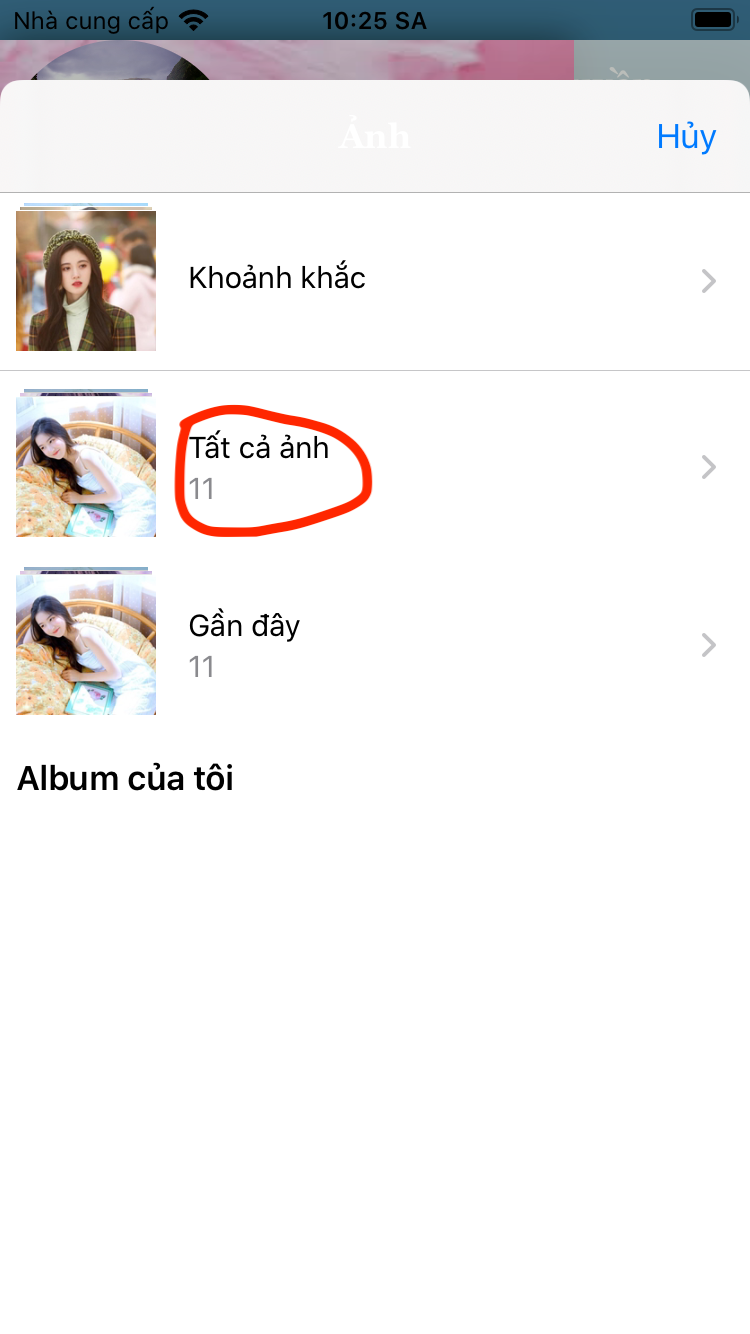 Nhà cung cấp
10:25 SA
Ảnh
Hủy
Khoảnh khắc
Tất cả ảnh
11
Gần đây
11
Album của tôi